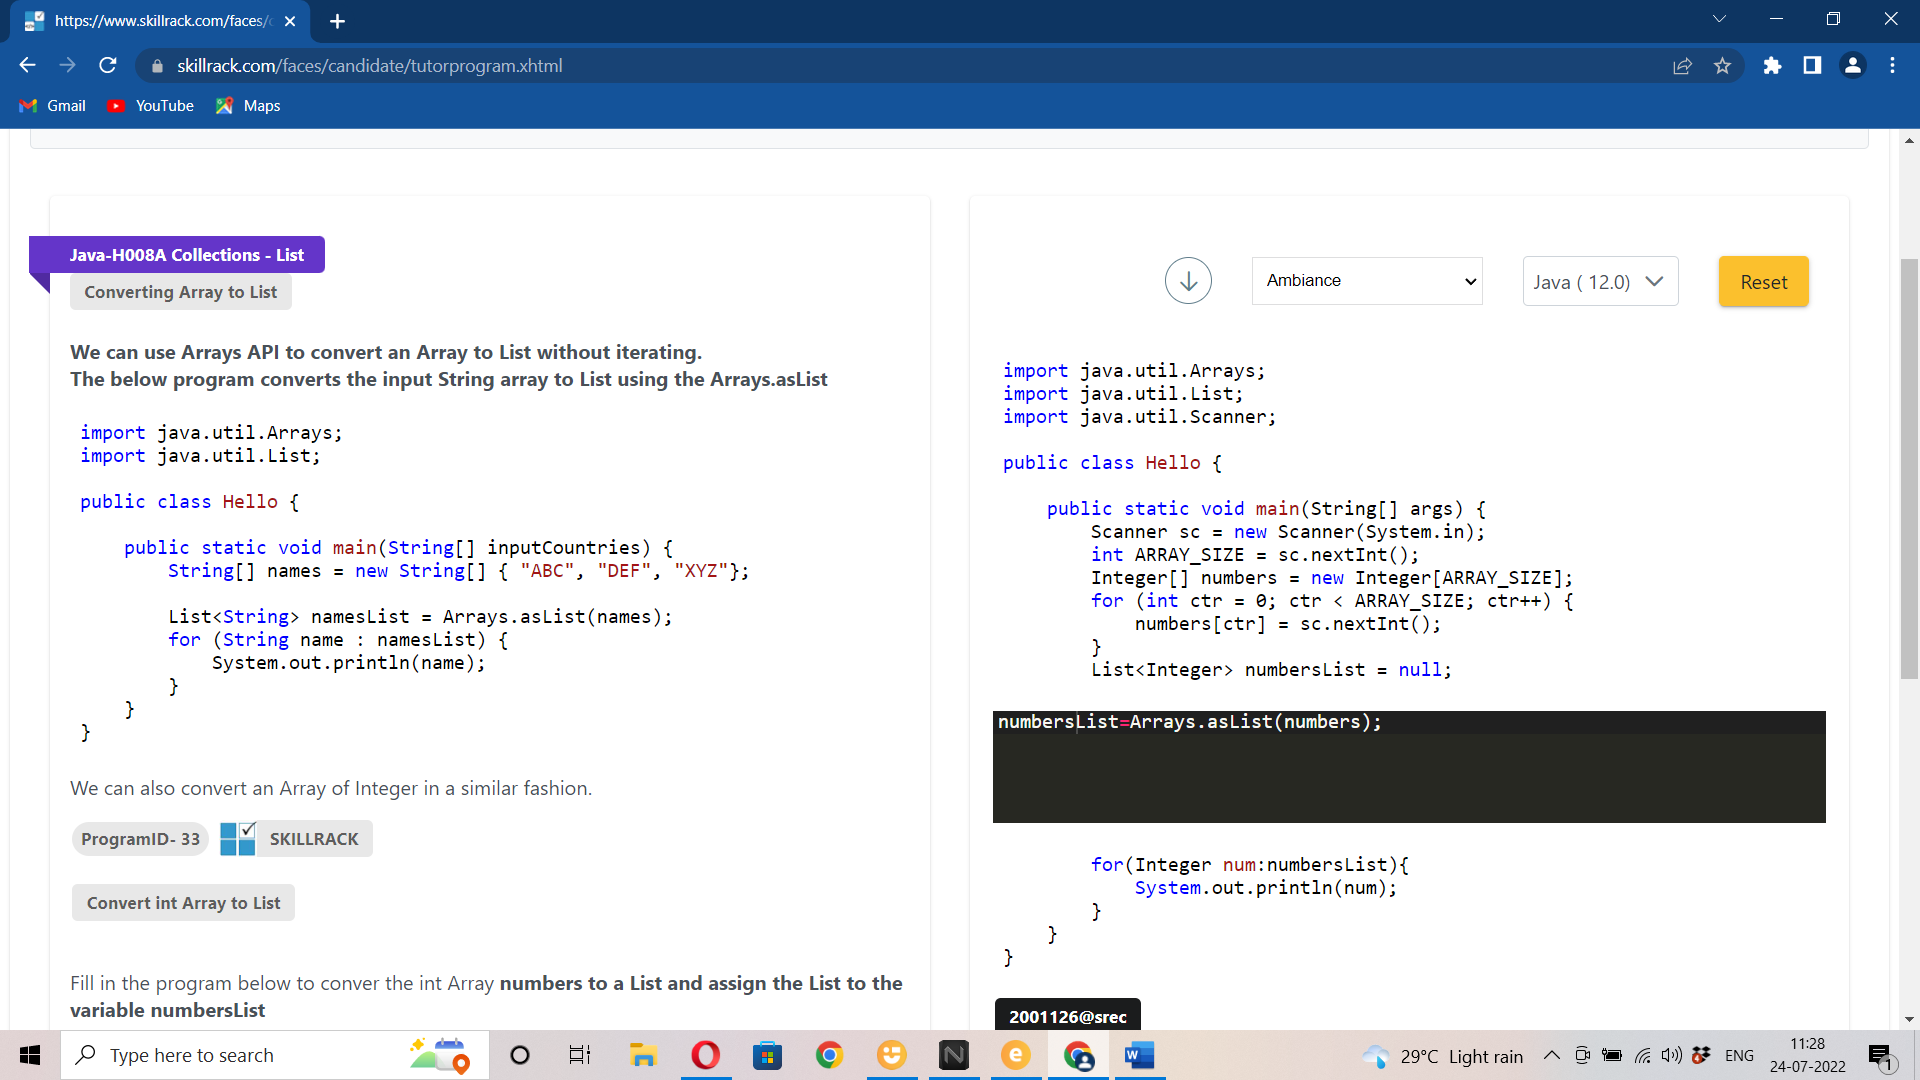 https://www.skillrack.com/faces/c
skillrack.com/faces/candidate/tutorprogram.xhtml
Gmail YouTube Maps
Java-H008A Collections - List
Converting Array to List
We can use Arrays API to convert an Array to List without iterating.
The below program converts the input String array to List using the Arrays.asList
import java.util.Arrays;
import java.util.List;
public class Hello {
public static void main(String[] inputCountries) {
String[] names = new String[] { "ABC", "DEF", "XYZ"};
List<String> namesList = Arrays.asList(names);
for (String name : namesList) {
System.out.println(name);
}
}
}
We can also convert an Array of Integer in a similar fashion.
ProgramID- 33 SKILLRACK
Convert int Array to List
Fill in the program below to conver the int Array numbers to a List and assign the List to the
variable numbersList
Ambiance Java ( 12.0) Reset
import java.util.Arrays;
import java.util.List;
import java.util.Scanner;
public class Hello {
public static void main(String[] args) {
Scanner sc = new Scanner(System.in);
int ARRAY_SIZE = sc.nextInt();
Integer[] numbers = new Integer[ARRAY_SIZE];
for (int ctr = 0; ctr < ARRAY_SIZE; ctr++) {
numbers[ctr] = sc.nextInt();
}
List<Integer> numbersList = null;
numbersList=Arrays.asList(numbers);
for(Integer num:numbersList){
System.out.println(num);
}
}
}
2001126@srec
Type here to search
29°C Light rain ENG
11:28
24-07-2022
1